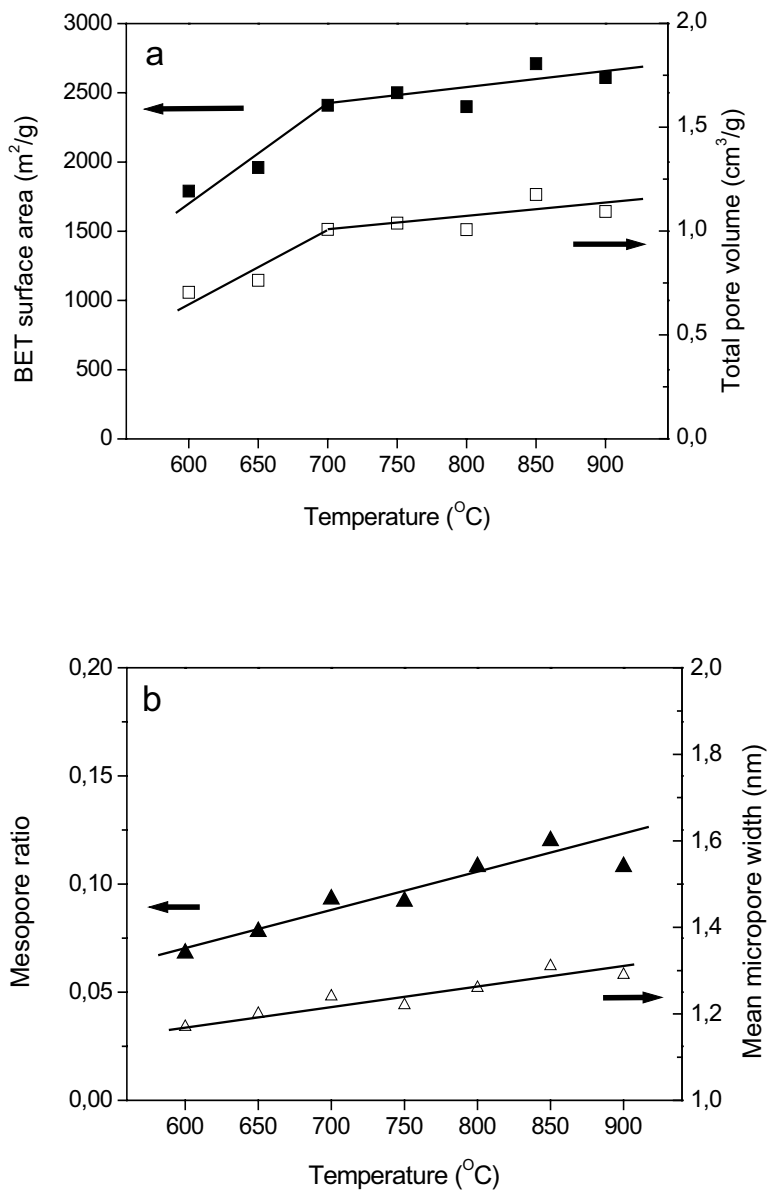 a
3000
2500
2000
1500
1000
500
0
BET surface area (m²/g)
2,0
1,5
1,0
0,5
0,0
Total pore volume (cm³/g)
600 650 700 750 800 850 900
Temperature (ᴼC)
b
0,20
0,15
0,10
0,05
0,00
Mesopore ratio
2,0
1,8
1,6
1,4
1,2
1,0
Mean micropore width (nm)
600 650 700 750 800 850 900
Temperature (ᴼC)